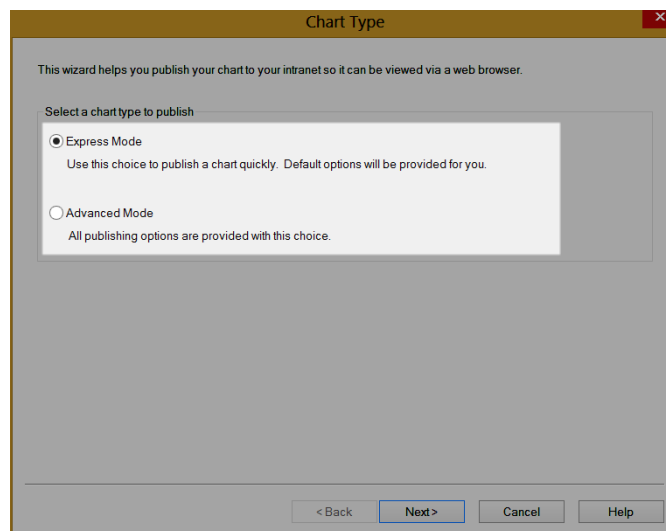 Chart Type
This wizard helps you publish your chart to your intranet so it can be viewed via a web browser.
Select a chart type to publish
Express Mode
Use this choice to publish a chart quickly. Default options will be provided for you.
Advanced Mode
All publishing options are provided with this choice.
< Back Next > Cancel Help